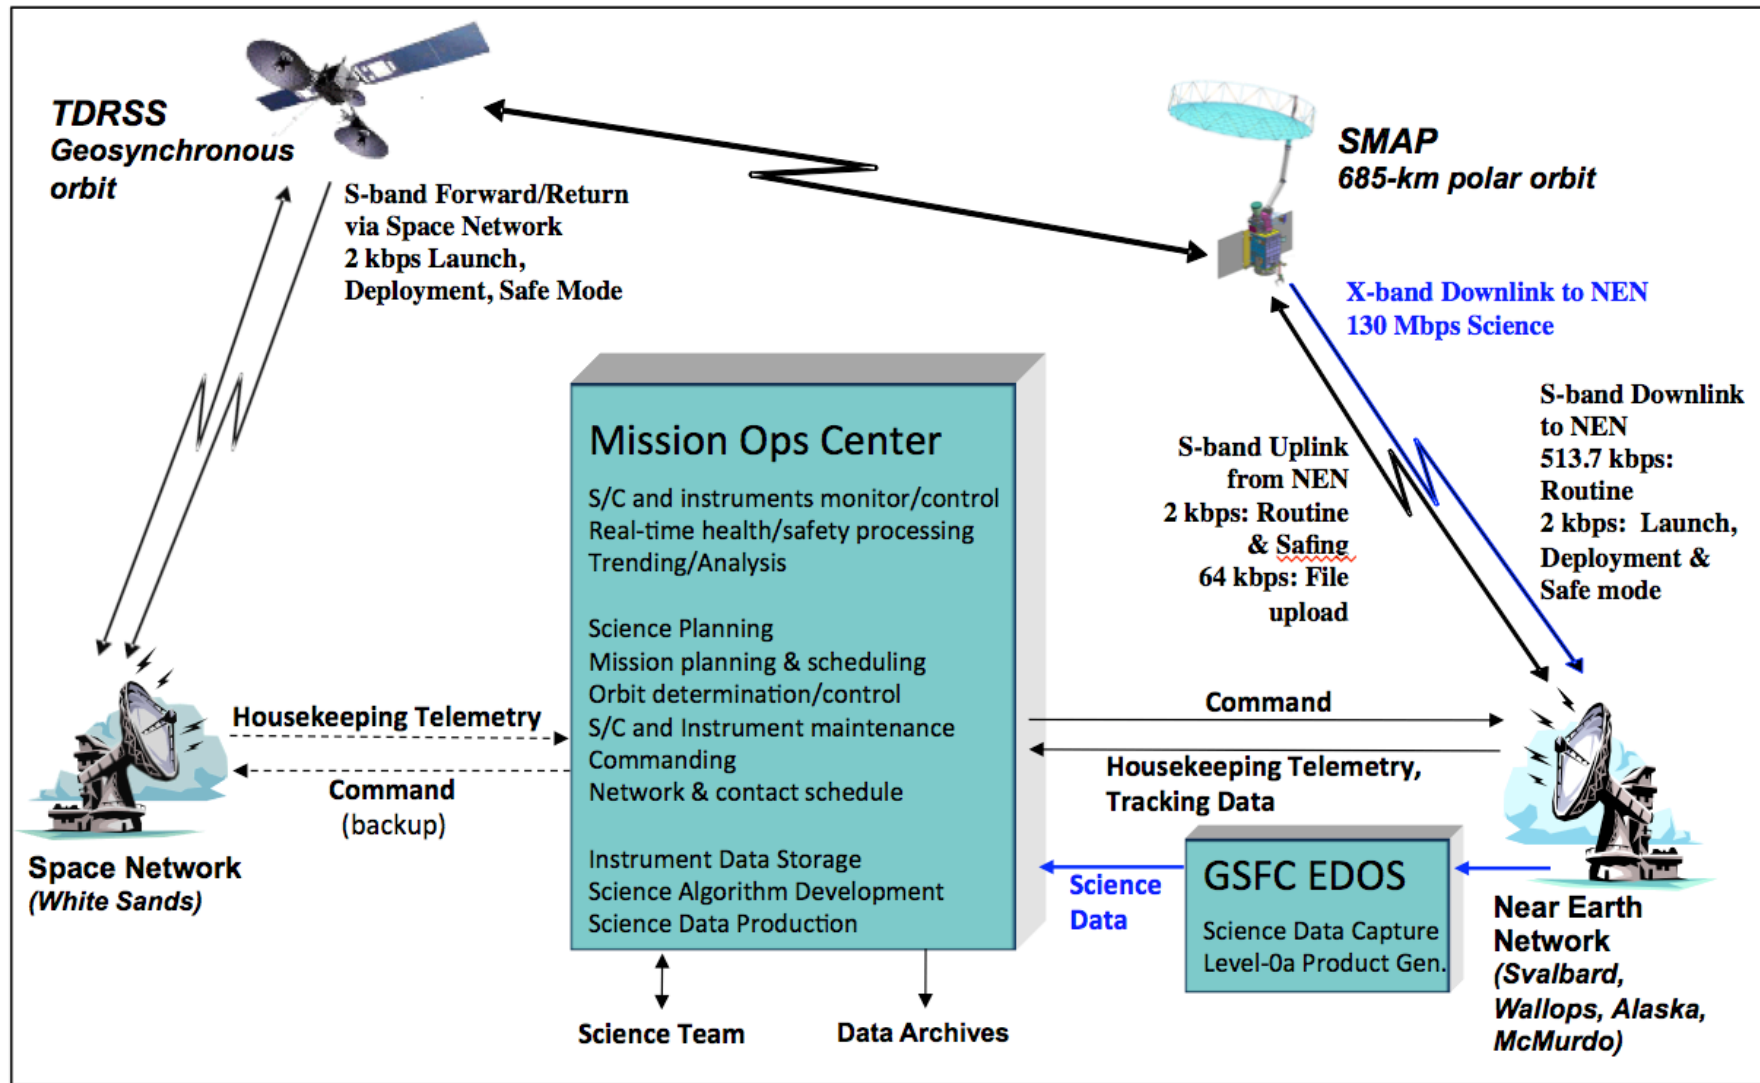 TDRSS
Geosynchronous
orbit
S-band Forward/Return
via Space Network
2 kbps Launch,
Deployment, Safe Mode
SMAP
685-km polar orbit
X-band Downlink to NEN
130 Mbps Science
S-band Downlink
to NEN
513.7 kbps:
Routine
2 kbps:  Launch,
Deployment &
Safe mode
S-band Uplink
from NEN
2 kbps: Routine
& Safing
64 kbps: File
upload
Mission Ops Center
S/C and instruments monitor/control
Real-time health/safety processing
Trending/Analysis
Science Planning
Mission planning & scheduling
Orbit determination/control
S/C and Instrument maintenance
Commanding
Network & contact schedule
Instrument Data Storage
Science Algorithm Development
Science Data Production
Housekeeping Telemetry
Command
(backup)
Space Network
(White Sands)
Command
Housekeeping Telemetry,
Tracking Data
Science
Data
GSFC EDOS
Science Data Capture
Level-0a Product Gen.
Near Earth
Network
(Svalbard,
Wallops, Alaska,
McMurdo)
Science Team
Data Archives